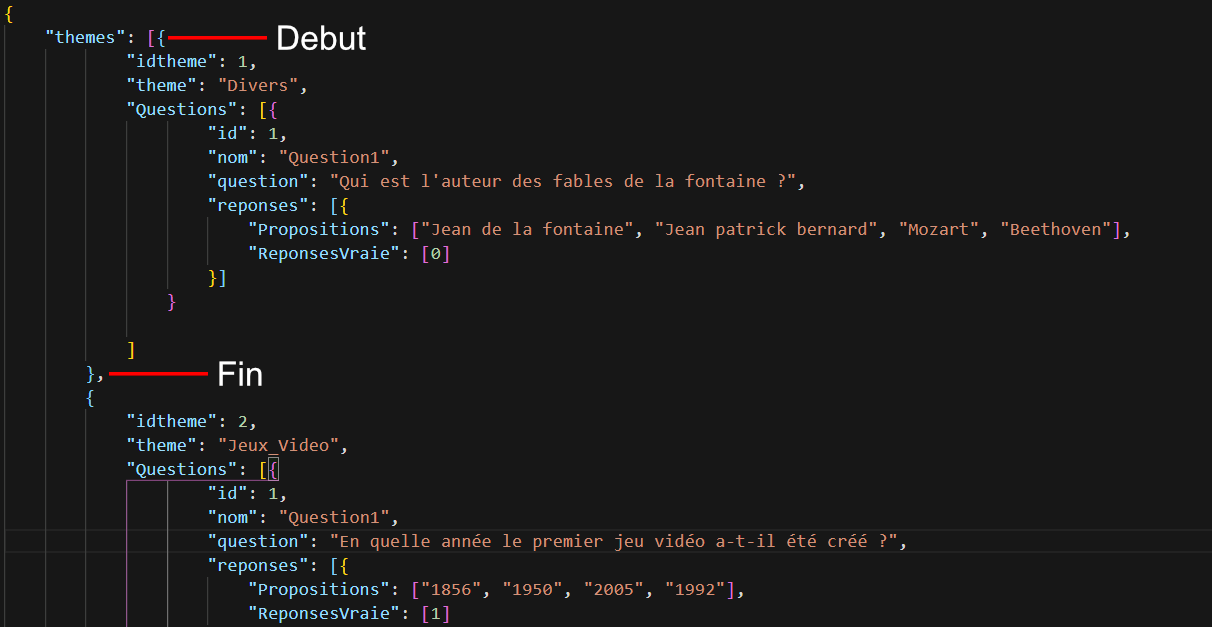 {
"themes": [{ Debut
"idtheme": 1,
"theme": "Divers",
"Questions": [{
"id": 1,
"nom": "Question1",
"question": "Qui est l'auteur des fables de la fontaine ?",
"reponses": [{
"Propositions": ["Jean de la fontaine", "Jean patrick bernard", "Mozart", "Beethoven"],
"ReponsesVraie": [0]
}]
}
]
}, Fin
{
"idtheme": 2,
"theme": "Jeux_Video",
"Questions": [{
"id": 1,
"nom": "Question1",
"question": "En quelle année le premier jeu vidéo a-t-il été créé ?",
"reponses": [{
"Propositions": ["1856", "1950", "2005", "1992"],
"ReponsesVraie": [1]